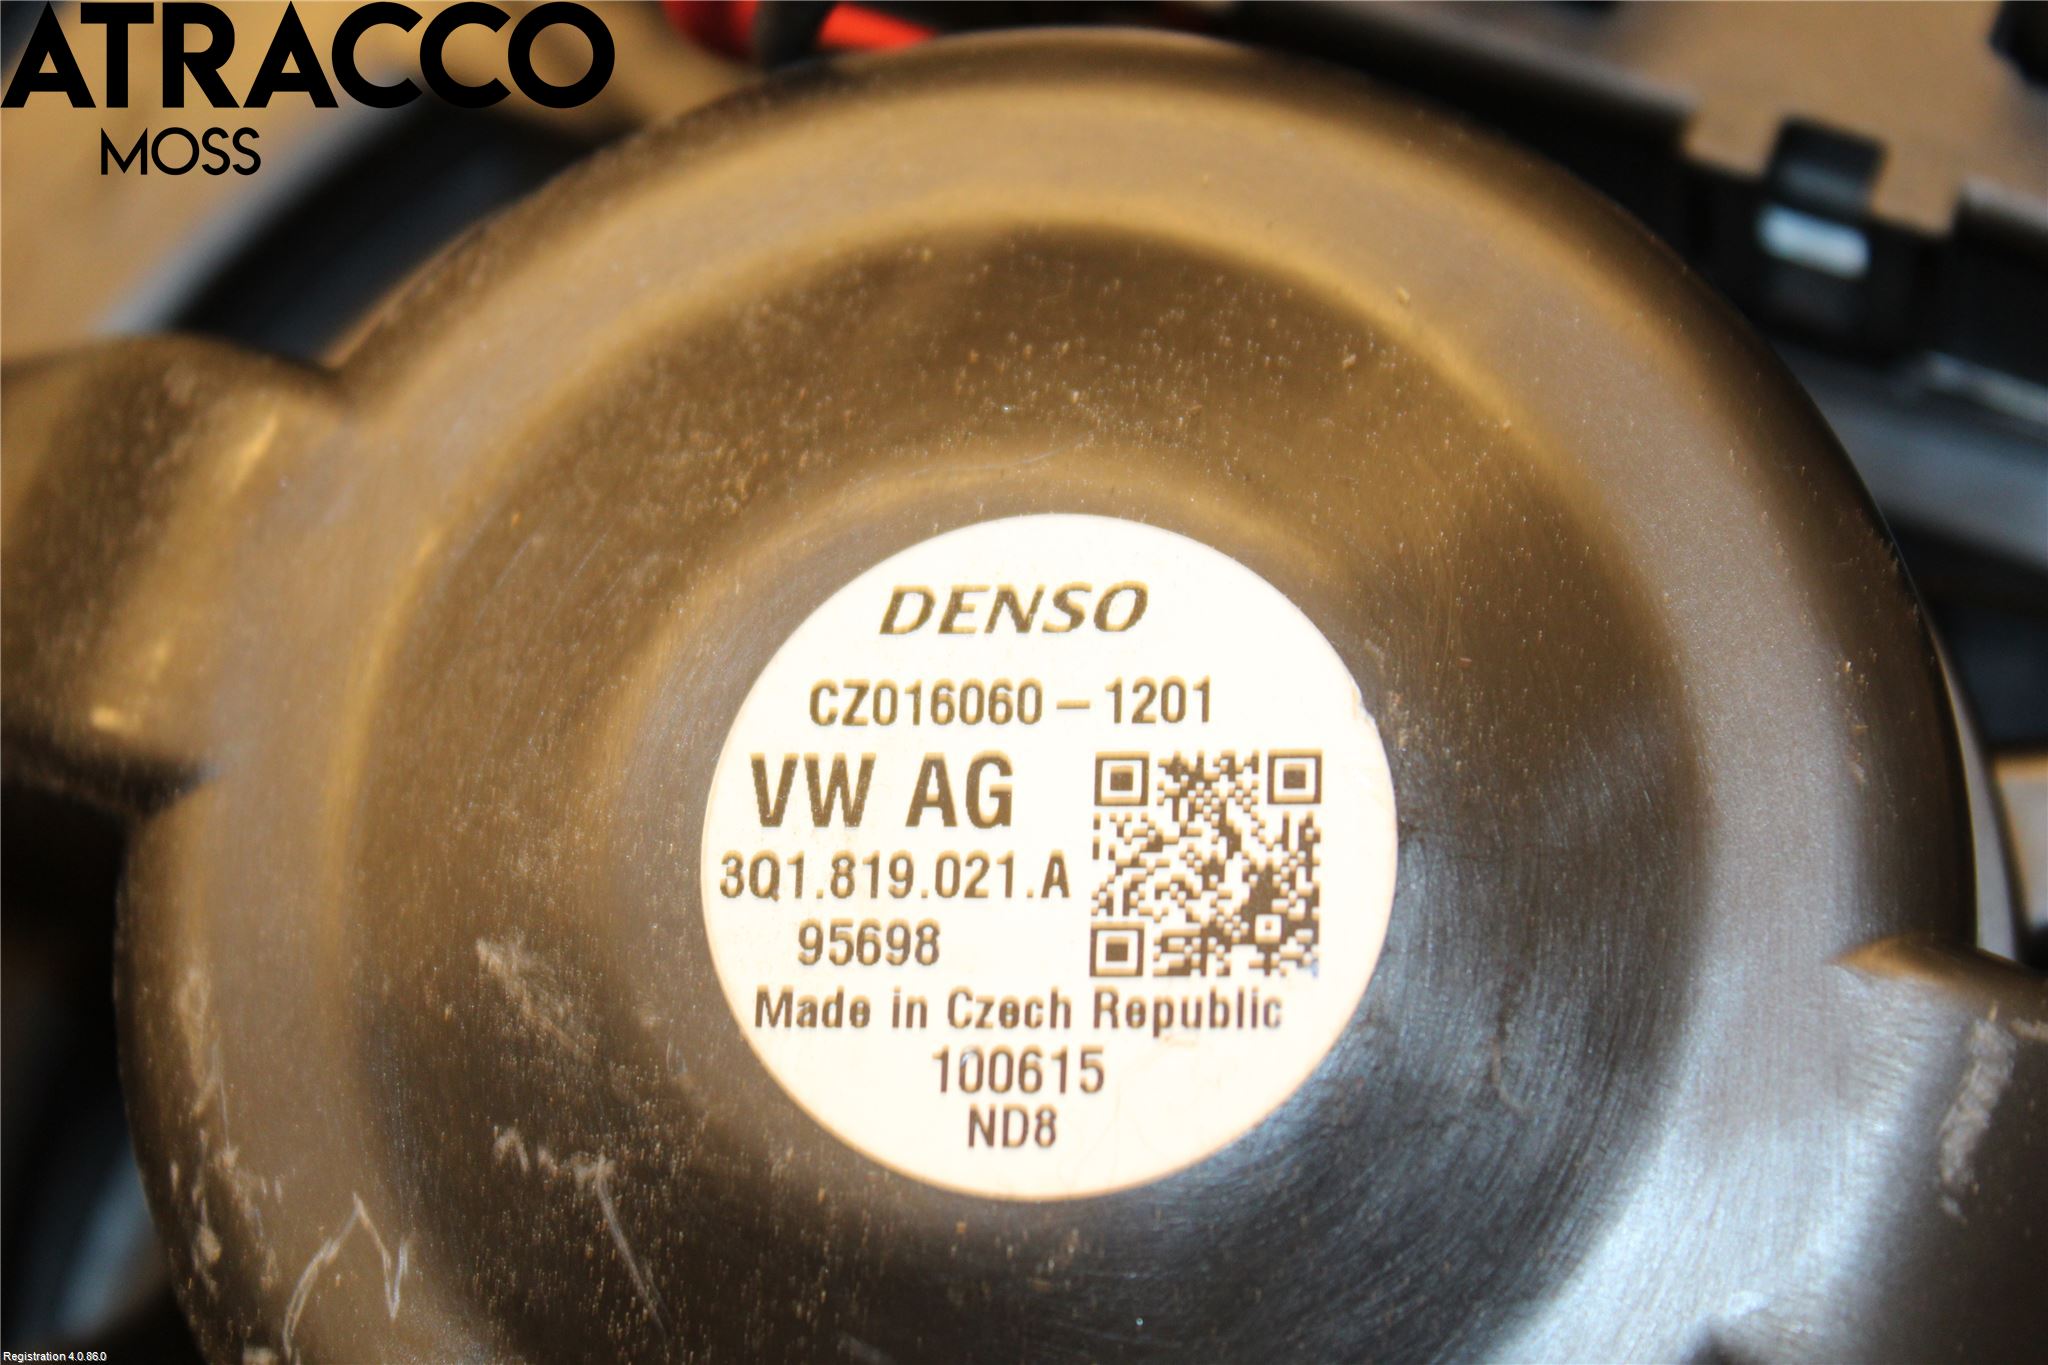 ATRACCO
MOSS
DENSO
CZ016060-1201
VW AG
3Q1.819.021.A
95698
Made in Czech Republic
100615
ND8
Registration 4.0.86.0